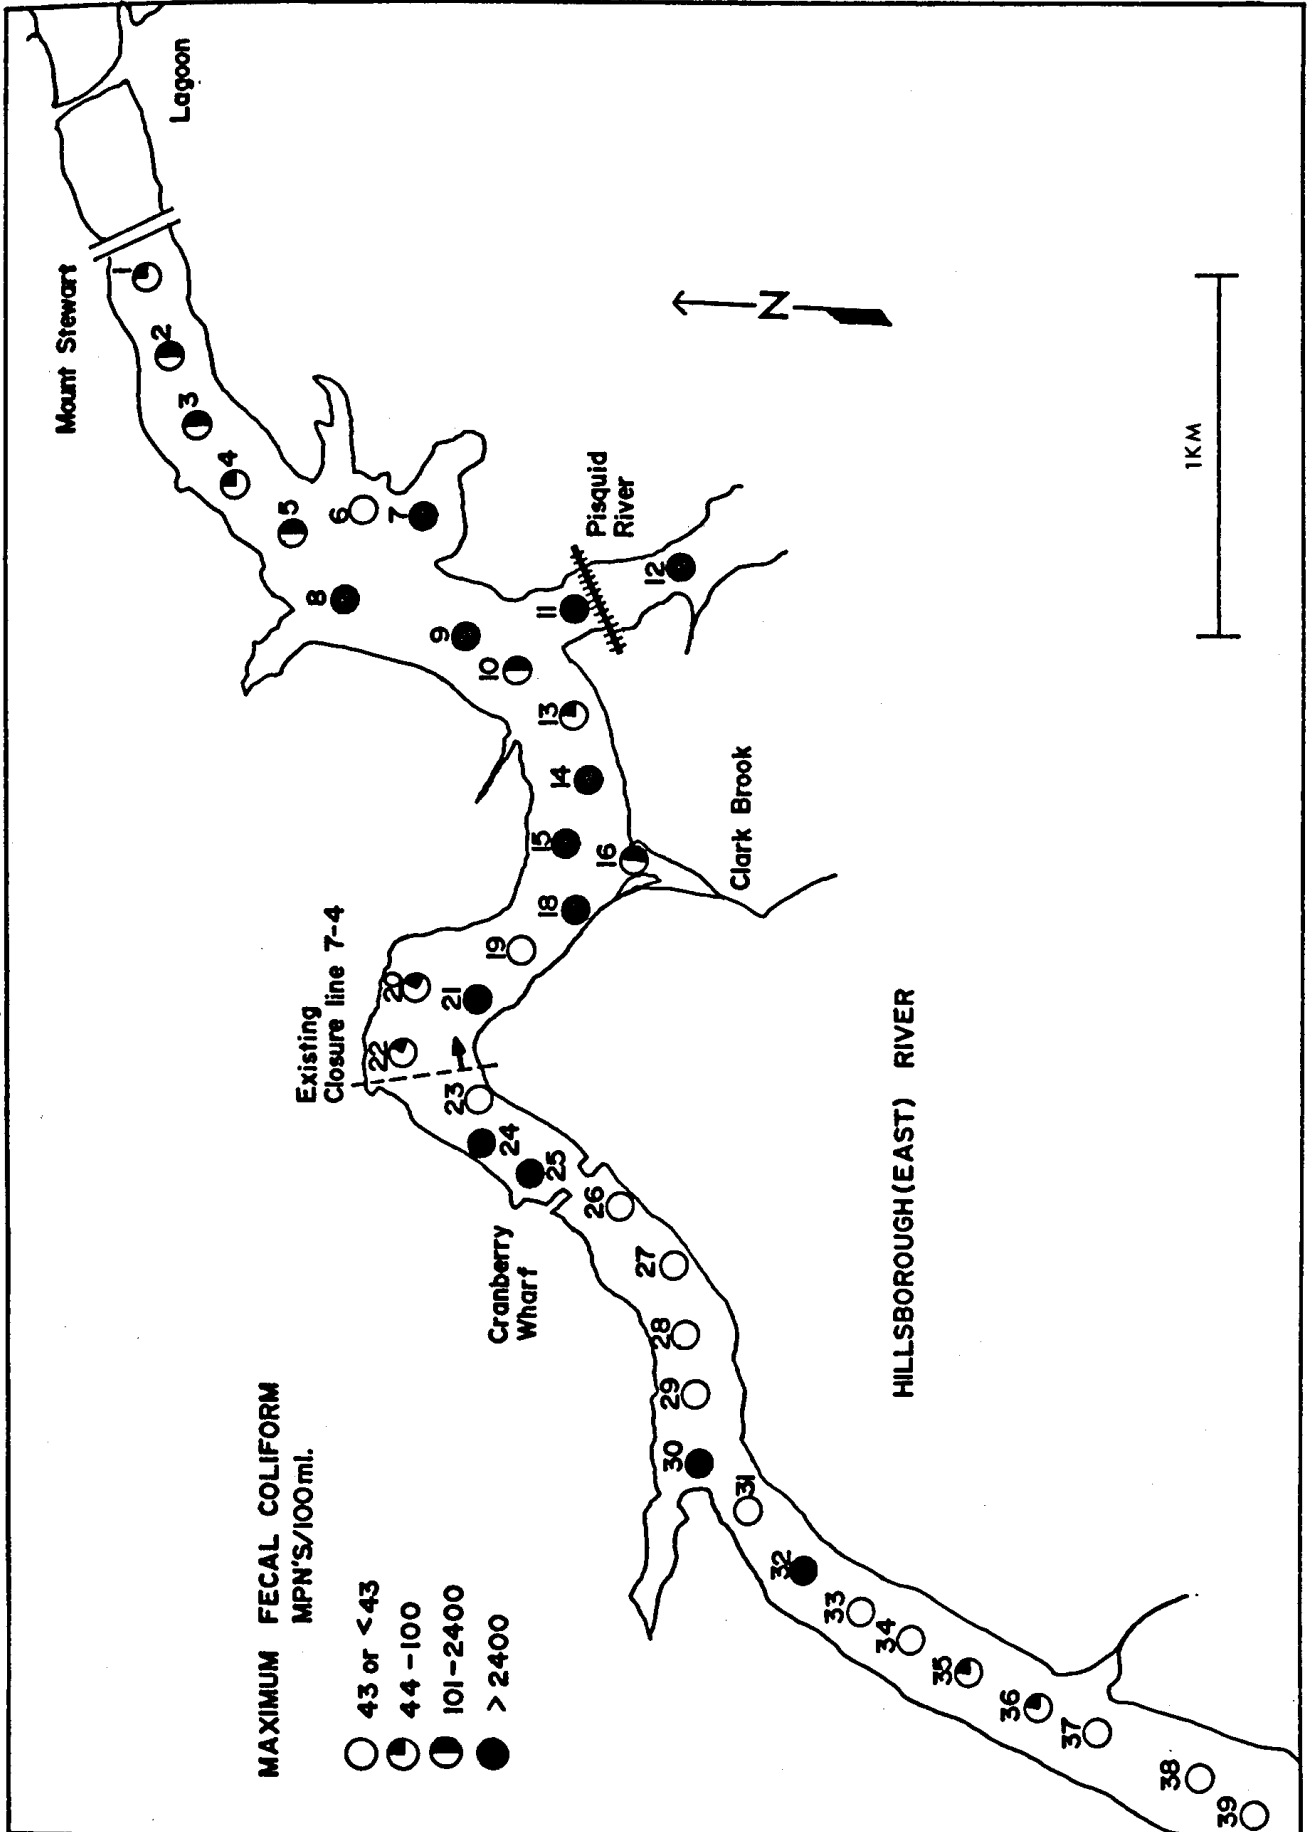 MAXIMUM FECAL COLIFORM
MPN'S/100ml.
43 or <43
44-100
101-2400
>2400
Existing
Closure line 7-4
Cranberry
Wharf
Mount Stewart
Lagoon
Pisquid
River
Clark Brook
HILLSBOROUGH (EAST) RIVER
N
1KM
1
2
3
4
5
6
7
8
9
10
11
12
13
14
15
16
18
19
20
21
22
23
24
25
26
27
28
29
30
31
32
33
34
35
36
37
38
39